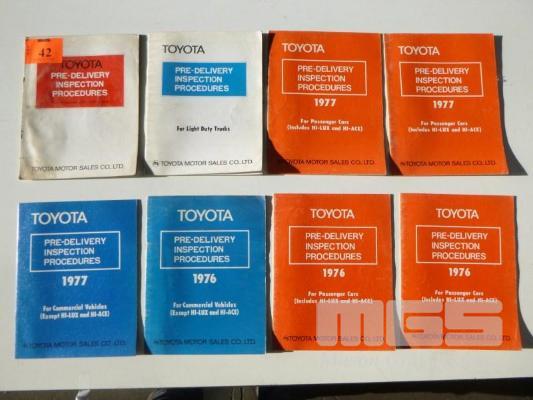 42
TOYOTA
PRE-DELIVERY
INSPECTION
PROCEDURES
TOYOTA MOTOR SALES CO., LTD.
TOYOTA
PRE-DELIVERY
INSPECTION
PROCEDURES
For Light Duty Trucks
TOYOTA MOTOR SALES CO., LTD.
TOYOTA
PRE-DELIVERY
INSPECTION
PROCEDURES
1977
For Passenger Cars
(Includes HI-LUX and HI-ACE)
TOYOTA MOTOR SALES CO., LTD.
TOYOTA
PRE-DELIVERY
INSPECTION
PROCEDURES
1977
For Passenger Cars
(Includes HI-LUX and HI-ACE)
TOYOTA MOTOR SALES CO., LTD.
TOYOTA
PRE-DELIVERY
INSPECTION
PROCEDURES
1977
For Commercial Vehicles
(Except HI-LUX and HI-ACE)
TOYOTA MOTOR SALES CO., LTD.
TOYOTA
PRE-DELIVERY
INSPECTION
PROCEDURES
1976
For Commercial Vehicles
(Except HI-LUX and HI-ACE)
TOYOTA MOTOR SALES CO., LTD.
TOYOTA
PRE-DELIVERY
INSPECTION
PROCEDURES
1976
For Passenger Cars
(Includes HI-LUX and HI-ACE)
TOYOTA MOTOR SALES CO., LTD.
TOYOTA
PRE-DELIVERY
INSPECTION
PROCEDURES
1976
For Passenger Cars
(Includes HI-LUX and HI-ACE)
TOYOTA MOTOR SALES CO., LTD.
MGS